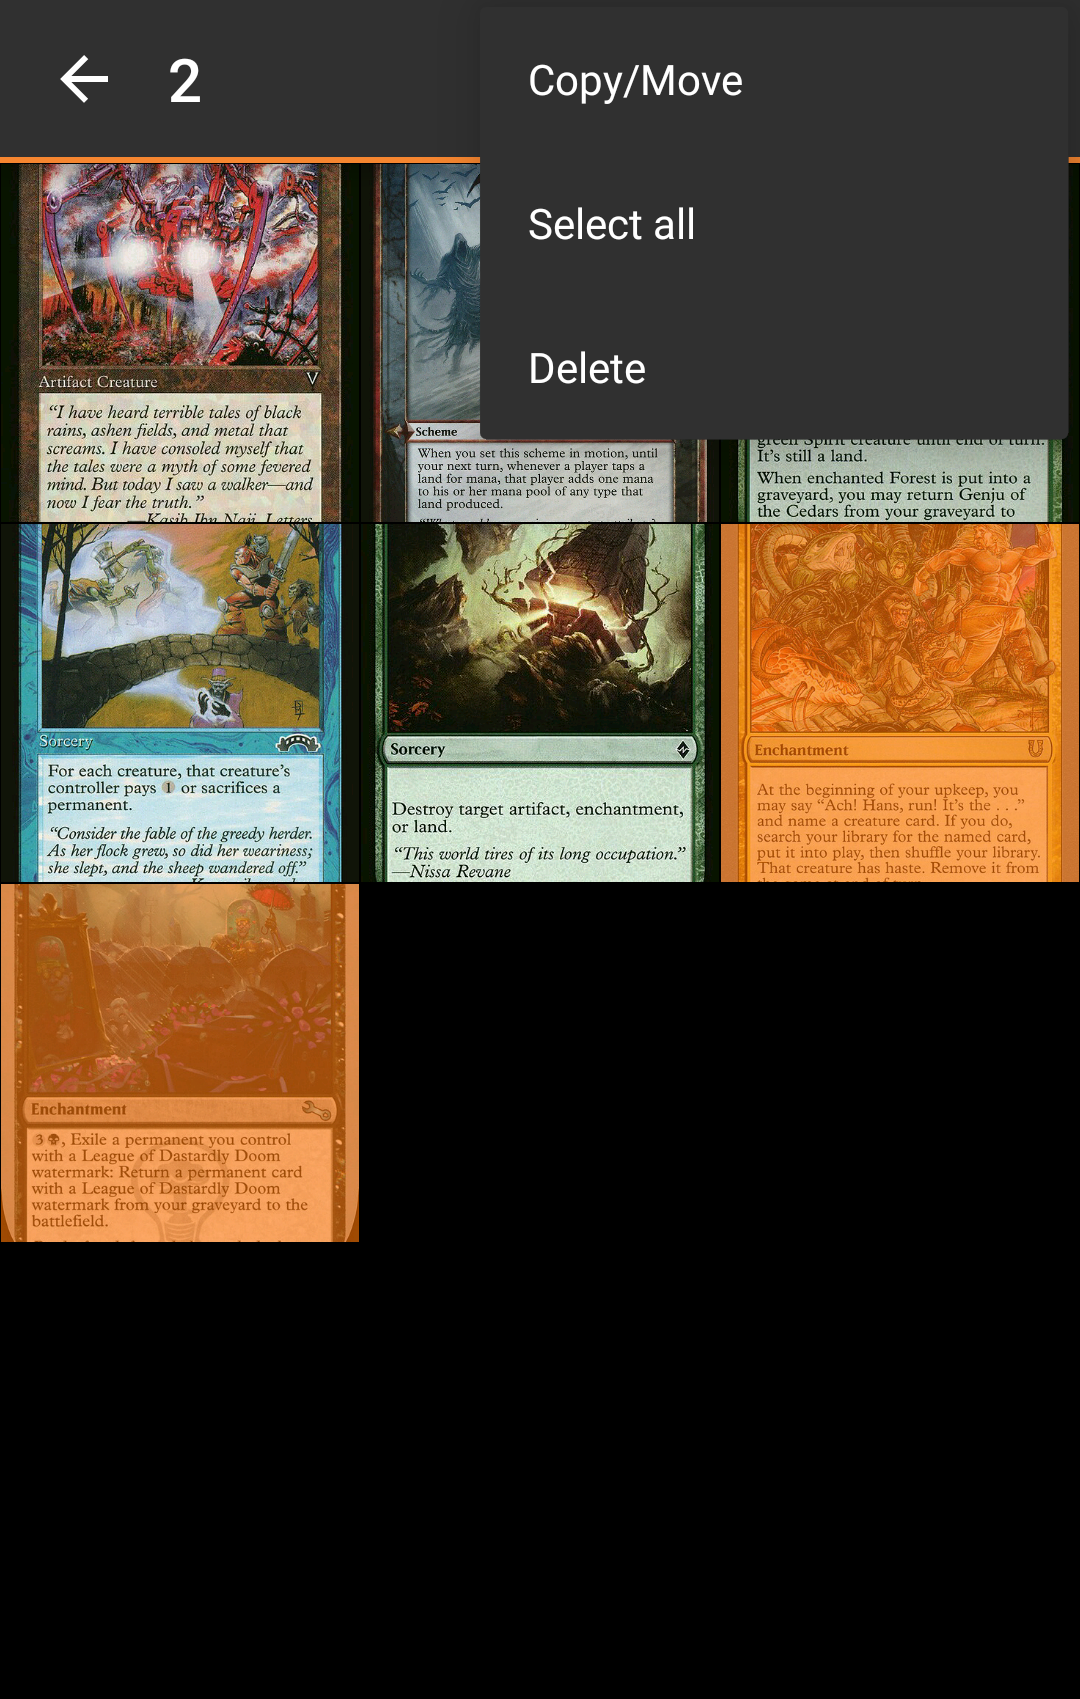 2
Copy/Move
Select all
Delete
Artifact Creature
V
“I have heard terrible tales of black
rains, ashen fields, and metal that
screams. I have consoled myself that
the tales were a myth of some fevered
mind. But today I saw a walker—and
now I fear the truth.”
—Kasib Ibn Naji, Letters
Scheme
When you set this scheme in motion, until
your next turn, whenever a player taps a
land for mana, that player adds one mana
to his or her mana pool of any type that
land produced.
green Spirit creature until end of turn.
It's still a land.
When enchanted Forest is put into a
graveyard, you may return Genju of
the Cedars from your graveyard to
Sorcery
For each creature, that creature's
controller pays 1 or sacrifices a
permanent.
“Consider the fable of the greedy herder.
As her flock grew, so did her weariness;
she slept, and the sheep wandered off.”
Sorcery
Destroy target artifact, enchantment,
or land.
“This world tires of its long occupation.”
—Nissa Revane
Enchantment
U
At the beginning of your upkeep, you
may say “Ach! Hans, run! It's the . . .”
and name a creature card. If you do,
search your library for the named card,
put it into play, then shuffle your library.
That creature has haste. Remove it from
Enchantment
3, Exile a permanent you control
with a League of Dastardly Doom
watermark: Return a permanent card
with a League of Dastardly Doom
watermark from your graveyard to the
battlefield.